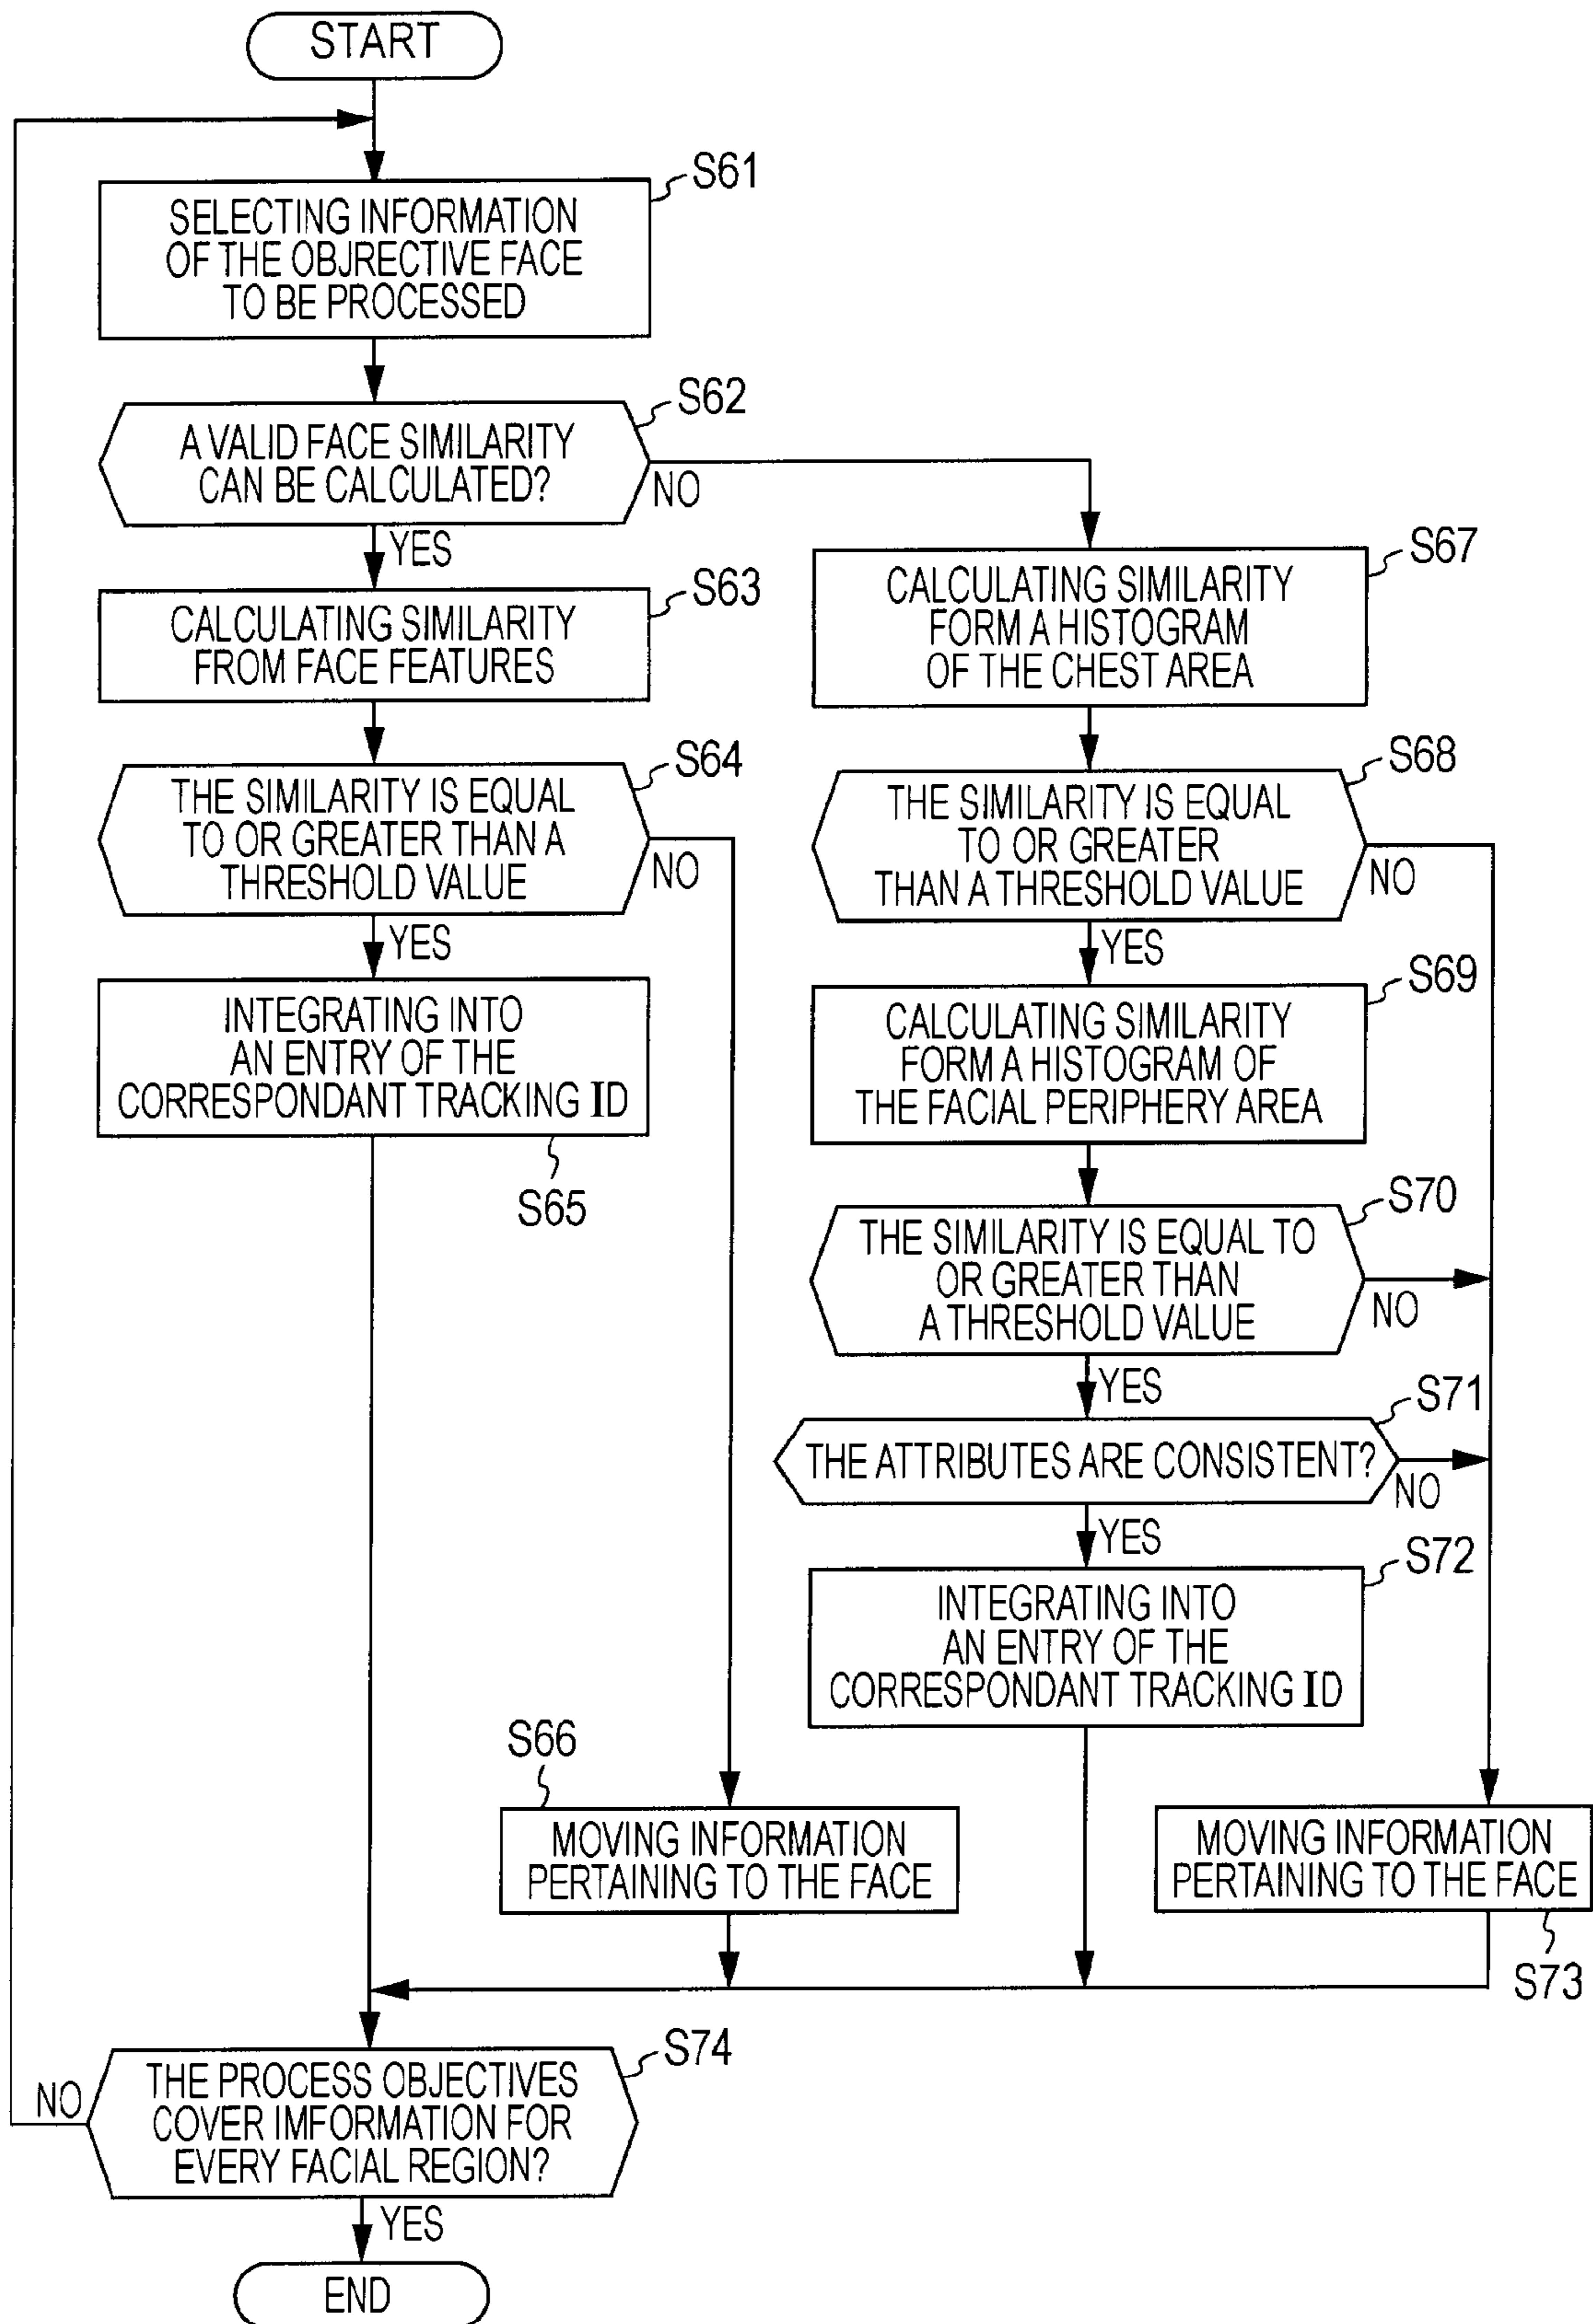 START
S61
SELECTING INFORMATION
OF THE OBJRECTIVE FACE
TO BE PROCESSED
S62
A VALID FACE SIMILARITY
CAN BE CALCULATED?
NO
YES
S63
CALCULATING SIMILARITY
FROM FACE FEATURES
S64
THE SIMILARITY IS EQUAL
TO OR GREATER THAN A
THRESHOLD VALUE
NO
YES
INTEGRATING INTO
AN ENTRY OF THE
CORRESPONDANT TRACKING ID
S65
S66
MOVING INFORMATION
PERTAINING TO THE FACE
S67
CALCULATING SIMILARITY
FORM A HISTOGRAM
OF THE CHEST AREA
S68
THE SIMILARITY IS EQUAL
TO OR GREATER
THAN A THRESHOLD VALUE
NO
YES
S69
CALCULATING SIMILARITY
FORM A HISTOGRAM OF
THE FACIAL PERIPHERY AREA
S70
THE SIMILARITY IS EQUAL TO
OR GREATER THAN
A THRESHOLD VALUE
NO
YES
S71
THE ATTRIBUTES ARE CONSISTENT?
NO
YES
S72
INTEGRATING INTO
AN ENTRY OF THE
CORRESPONDANT TRACKING ID
MOVING INFORMATION
PERTAINING TO THE FACE
S73
S74
THE PROCESS OBJECTIVES
COVER IMFORMATION FOR
EVERY FACIAL REGION?
NO
YES
END